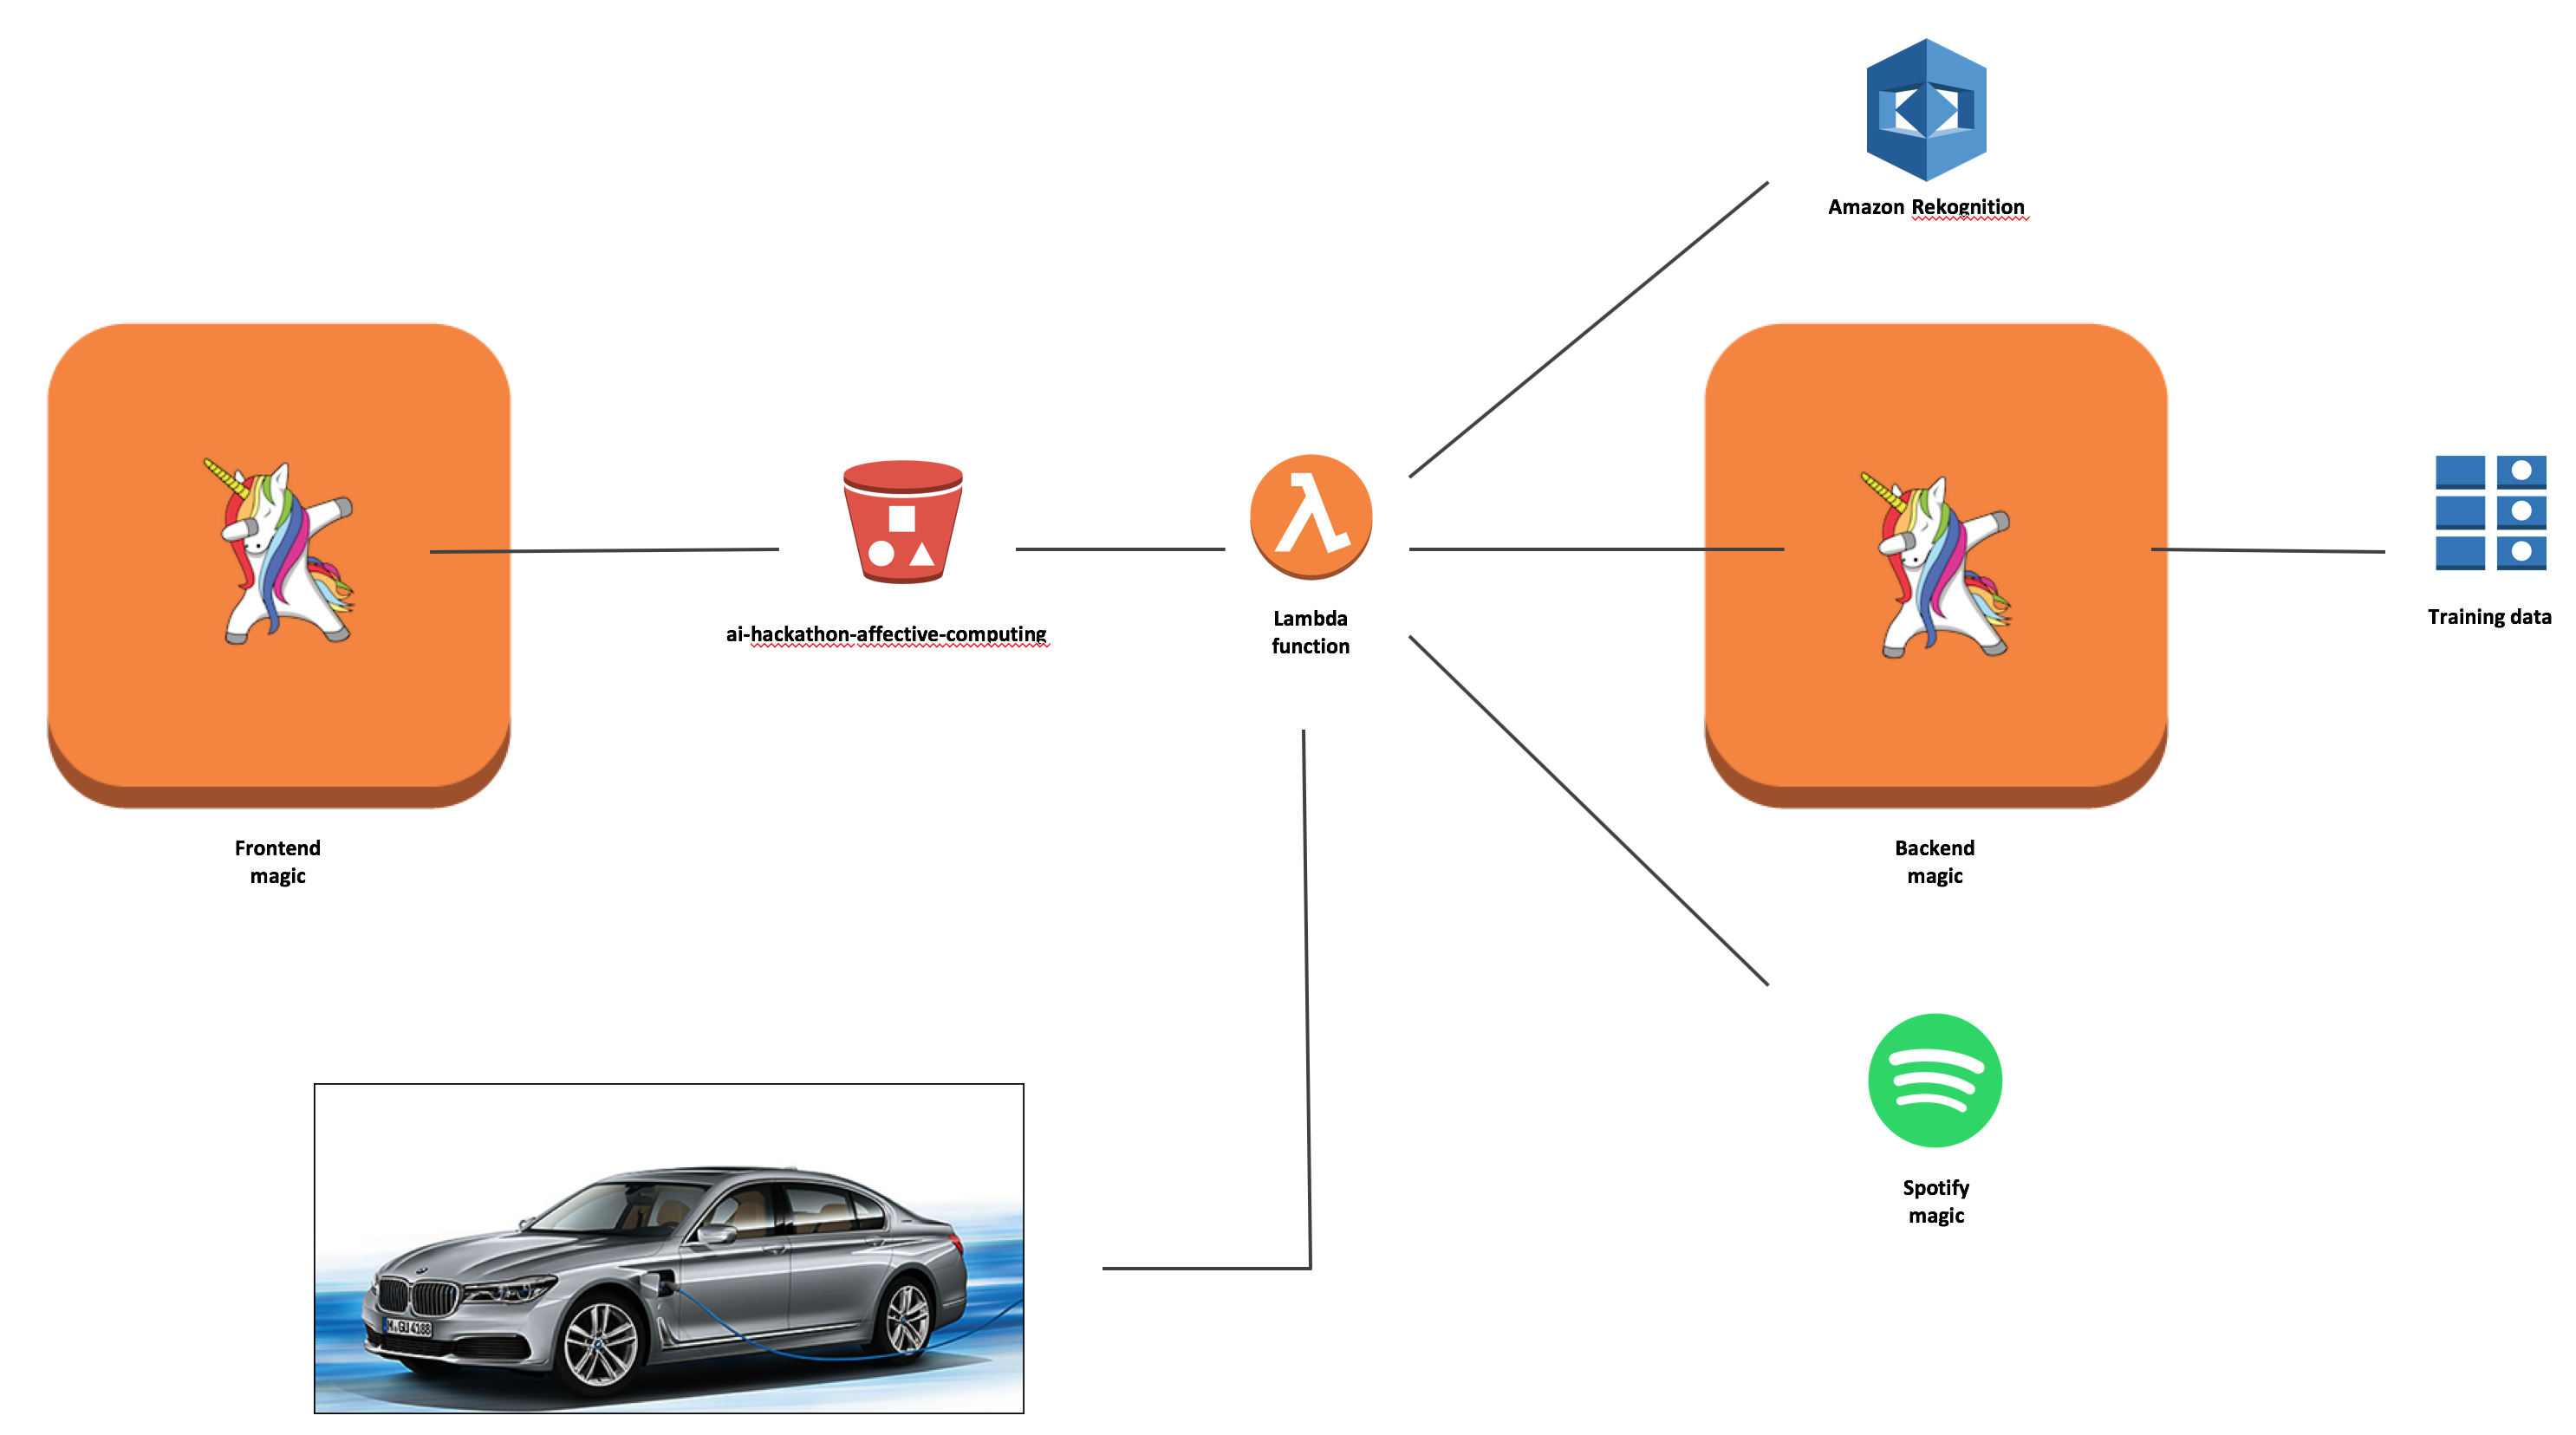 Amazon Rekognition
ai-hackathon-affective-computing
Lambda
function
Training data
Frontend
magic
Backend
magic
Spotify
magic
M·GU 4188